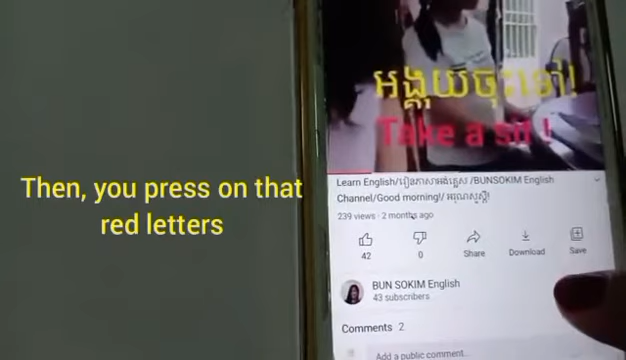 Then, you press on that
red letters
អង្គុយចុះទៅ!
Take a sit !
Learn English/រៀនភាសាអង់គ្លេស /BUNSOKIM English
Channel/Good morning!/ អរុណសួស្តី!
239 views · 2 months ago
42
0
Share
Download
Save
BUN SOKIM English
43 subscribers
Comments 2
Add a public comment...